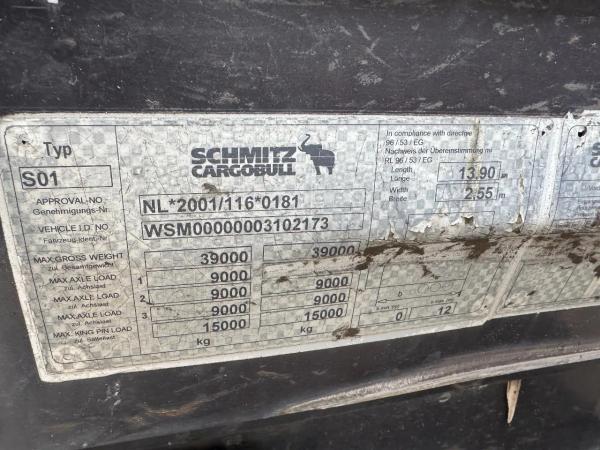 Typ
S01
SCHMITZ
CARGOBULL
In compliance with directive
96 / 53 / EG
Nachweis der Übereinstimmung mi
RL 96 / 53 / EG
Length 13.90 m
Länge
Width 2.55 m
Breite
APPROVAL-NO. NL*2001/116*0181
Genehmigungs-Nr.
VEHICLE I.D. NO. WSM00000003102173
Fahrzeug-Ident-Nr.
MAX.GROSS WEIGHT 39000 39000
zul. Gesamtgewicht
MAX.AXLE LOAD 1 9000 9000
zul. Achslast
MAX.AXLE LOAD 2 9000 9000
zul. Achslast
MAX.AXLE LOAD 3 9000 9000
zul. Achslast
MAX. KING PIN LOAD 15000 15000
zul. Sattellast
kg kg
b
0 12